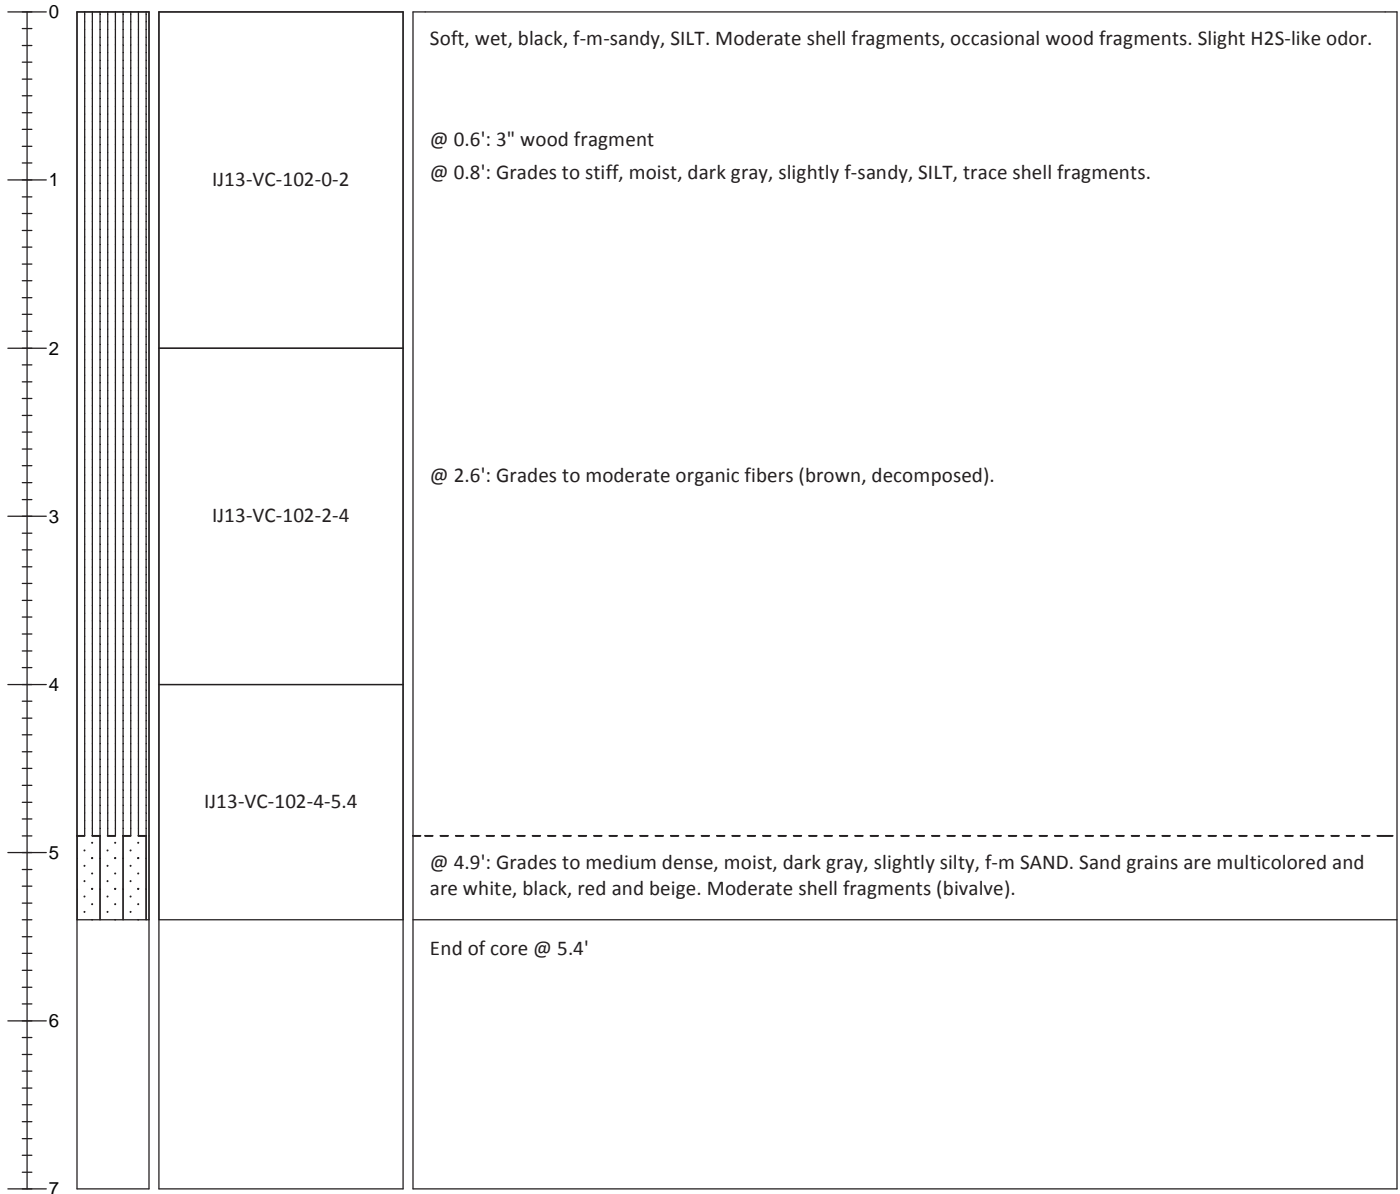 0
Soft, wet, black, f-m-sandy, SILT. Moderate shell fragments, occasional wood fragments. Slight H2S-like odor.
@ 0.6': 3" wood fragment
@ 0.8': Grades to stiff, moist, dark gray, slightly f-sandy, SILT, trace shell fragments.
1
IJ13-VC-102-0-2
2
@ 2.6': Grades to moderate organic fibers (brown, decomposed).
3
IJ13-VC-102-2-4
4
IJ13-VC-102-4-5.4
5
@ 4.9': Grades to medium dense, moist, dark gray, slightly silty, f-m SAND. Sand grains are multicolored and
are white, black, red and beige. Moderate shell fragments (bivalve).
End of core @ 5.4'
6
7